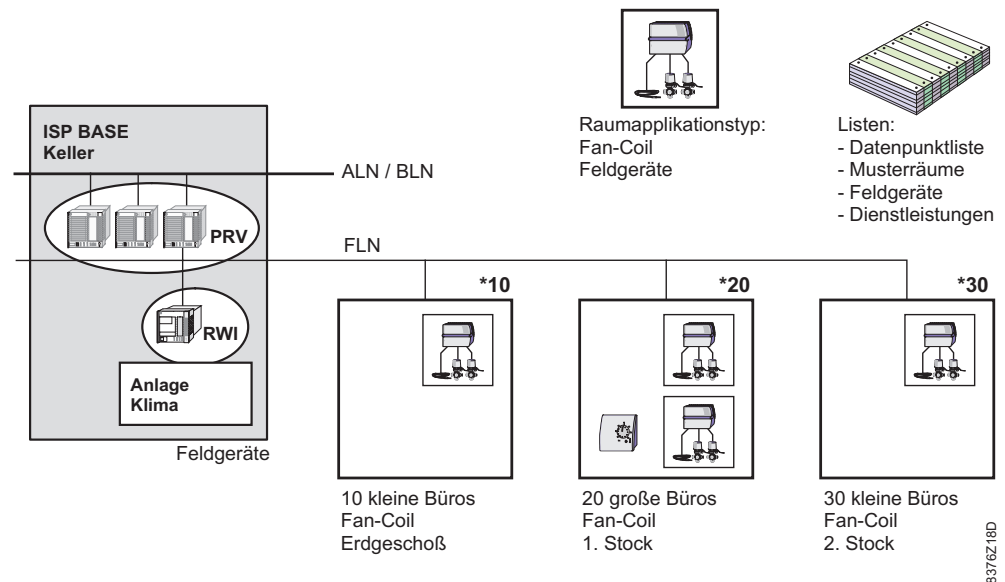 Raumapplikationstyp:
Fan-Coil
Feldgeräte
Listen:
- Datenpunktliste
- Musterräume
- Feldgeräte
- Dienstleistungen
ISP BASE
Keller
ALN / BLN
PRV
FLN
RWI
Anlage
Klima
Feldgeräte
*10
*20
*30
10 kleine Büros
Fan-Coil
Erdgeschoß
20 große Büros
Fan-Coil
1. Stock
30 kleine Büros
Fan-Coil
2. Stock
8376Z18D